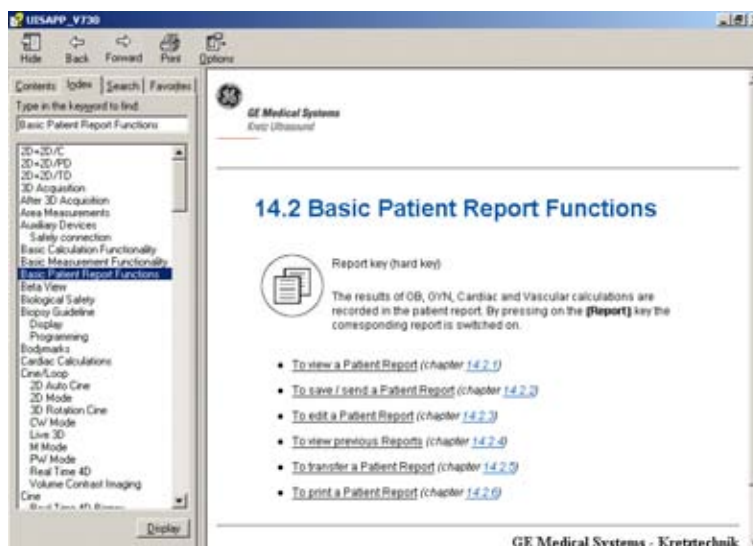 UISAPP_V730
Hide Back Forward Print Options
Contents Index Search Favorites
Type in the keyword to find:
Basic Patient Report Functions
2D+2D/C
2D+2D/PD
2D+2D/TD
3D Acquisition
After 3D Acquisition
Area Measurements
Auxiliary Devices
Safely connection
Basic Calculation Functionality
Basic Measurement Functionality
Basic Patient Report Functions
Beta View
Biological Safety
Biopsy Guideline
Display
Programming
Bodymarks
Cardiac Calculations
Cine/Loop
2D Auto Cine
2D Mode
3D Rotation Cine
CW Mode
Live 3D
M Mode
PW Mode
Real Time 4D
Volume Contrast Imaging
Cine
Real Time 4D Biopsy
Display
GE Medical Systems
Kretz Ultrasound
14.2 Basic Patient Report Functions
Report key (hard key)
The results of OB, GYN, Cardiac and Vascular calculations are
recorded in the patient report. By pressing on the [Report] key the
corresponding report is switched on.
• To view a Patient Report (chapter 14.2.1)
• To save / send a Patient Report (chapter 14.2.2)
• To edit a Patient Report (chapter 14.2.3)
• To view previous Reports (chapter 14.2.4)
• To transfer a Patient Report (chapter 14.2.5)
• To print a Patient Report (chapter 14.2.6)
GE Medical Systems - Kretztechnik